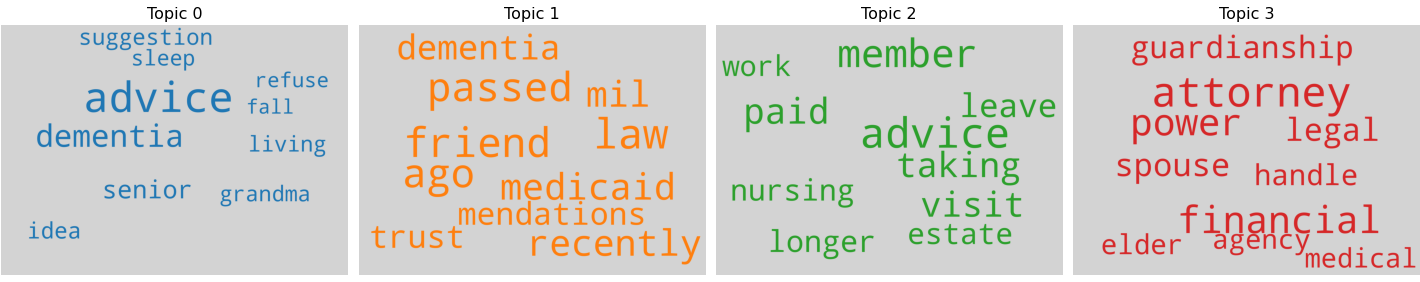 Topic 0
suggestion
sleep
refuse
advice
fall
dementia
living
senior
grandma
idea
Topic 1
dementia
passed
mil
friend
law
ago
medicaid
mendations
trust
recently
Topic 2
member
work
paid
leave
advice
taking
nursing
visit
longer
estate
Topic 3
guardianship
attorney
power
legal
spouse
handle
financial
elder
agency
medical